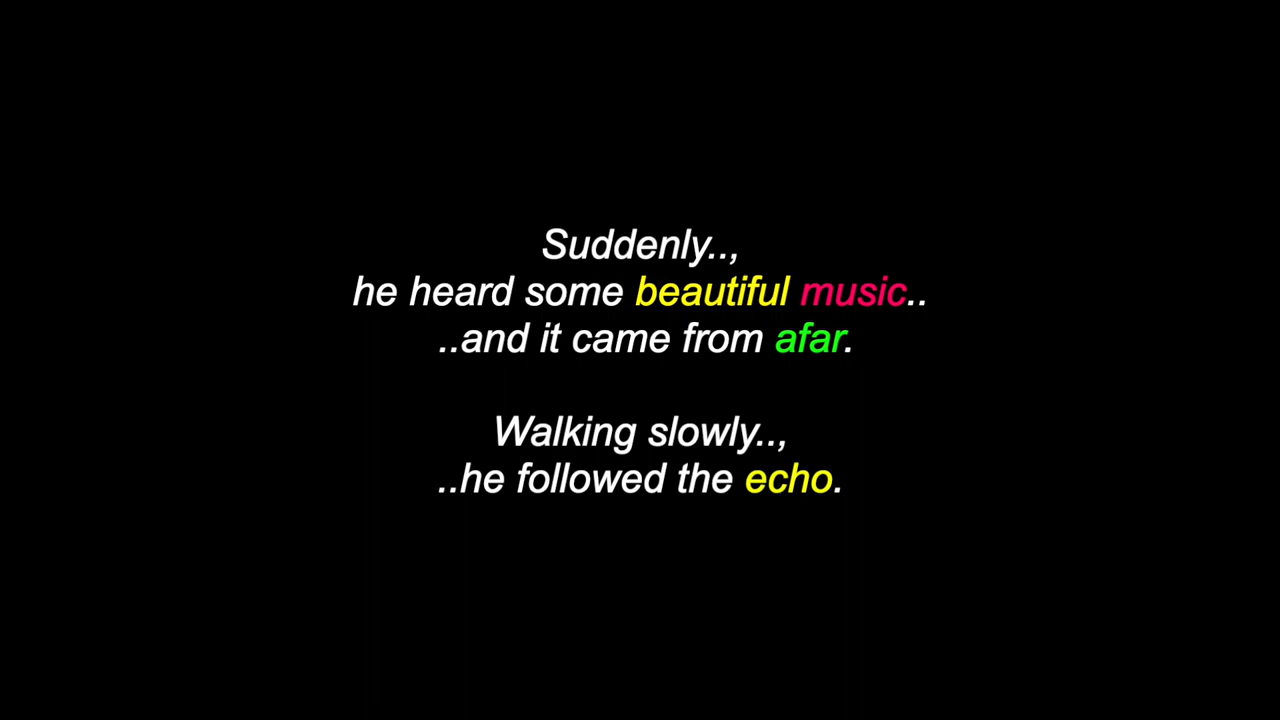 Suddenly..,
he heard some beautiful music..
..and it came from afar.
Walking slowly..,
..he followed the echo.